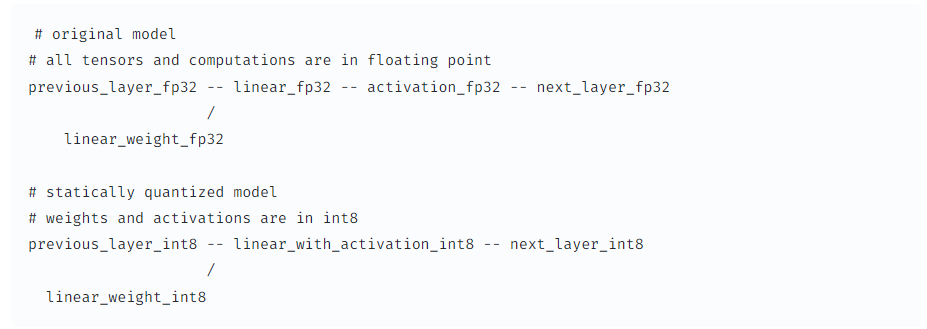 # original model
# all tensors and computations are in floating point
previous_layer_fp32 -- linear_fp32 -- activation_fp32 -- next_layer_fp32
/
linear_weight_fp32
# statically quantized model
# weights and activations are in int8
previous_layer_int8 -- linear_with_activation_int8 -- next_layer_int8
/
linear_weight_int8